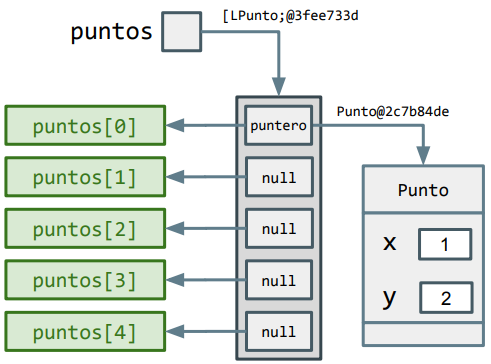 puntos
[LPunto;@3fee733d
puntos[0]
puntero
Punto@2c7b84de
puntos[1]
null
Punto
puntos[2]
null
x 1
puntos[3]
null
y 2
puntos[4]
null